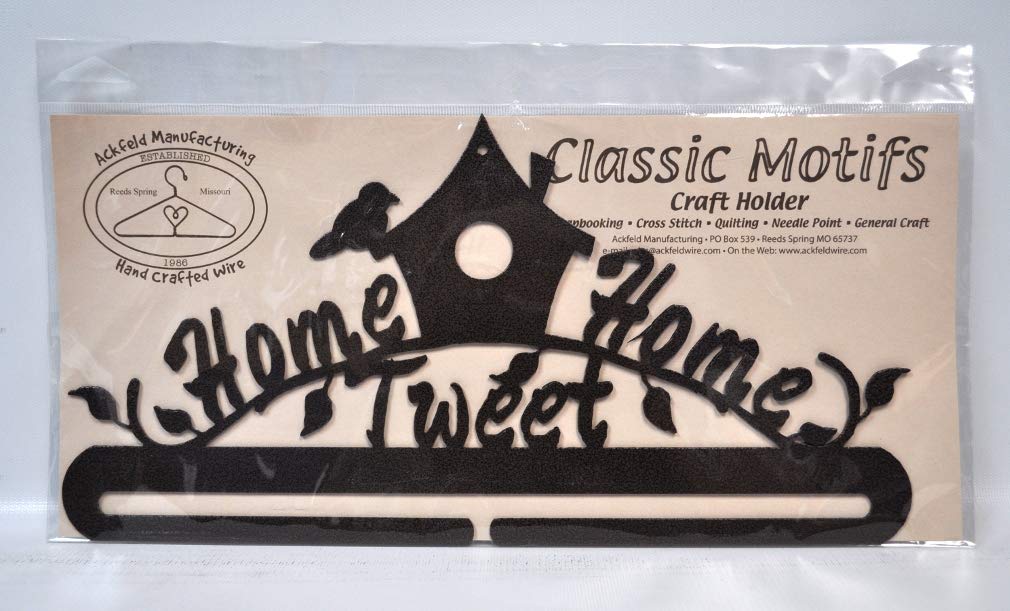 Ackfeld Manufacturing
ESTABLISHED
Reeds Spring Missouri
1986
Hand Crafted Wire
Classic Motifs
Craft Holder
Cross Stitch • Quilting • Needle Point • General Craft
Ackfeld Manufacturing • PO Box 539 • Reeds Spring MO 65737
On the Web: www.ackfeldwire.com
Home Home
Tweet